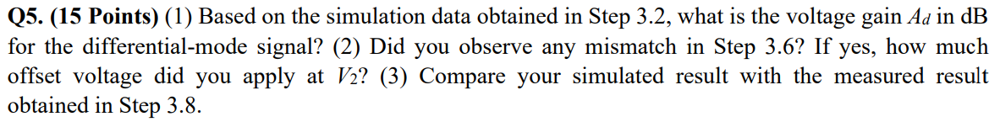 Q5. (15 Points) (1) Based on the simulation data obtained in Step 3.2, what is the voltage gain Ad in dB
for the differential-mode signal? (2) Did you observe any mismatch in Step 3.6? If yes, how much
offset voltage did you apply at V2? (3) Compare your simulated result with the measured result
obtained in Step 3.8.